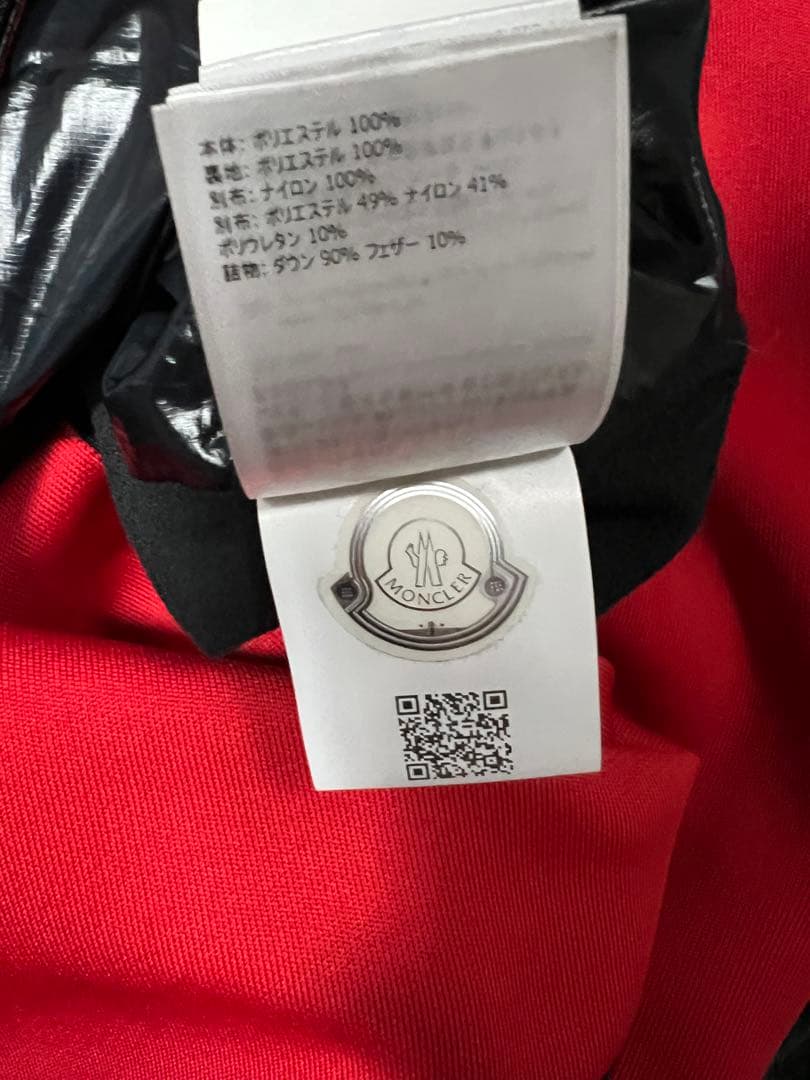 本体: ポリエステル 100%
裏地: ポリエステル 100%
別布: ナイロン 100%
別布: ポリエステル 49% ナイロン 41%
ポリウレタン 10%
詰物: ダウン 90% フェザー 10%
MONCLER